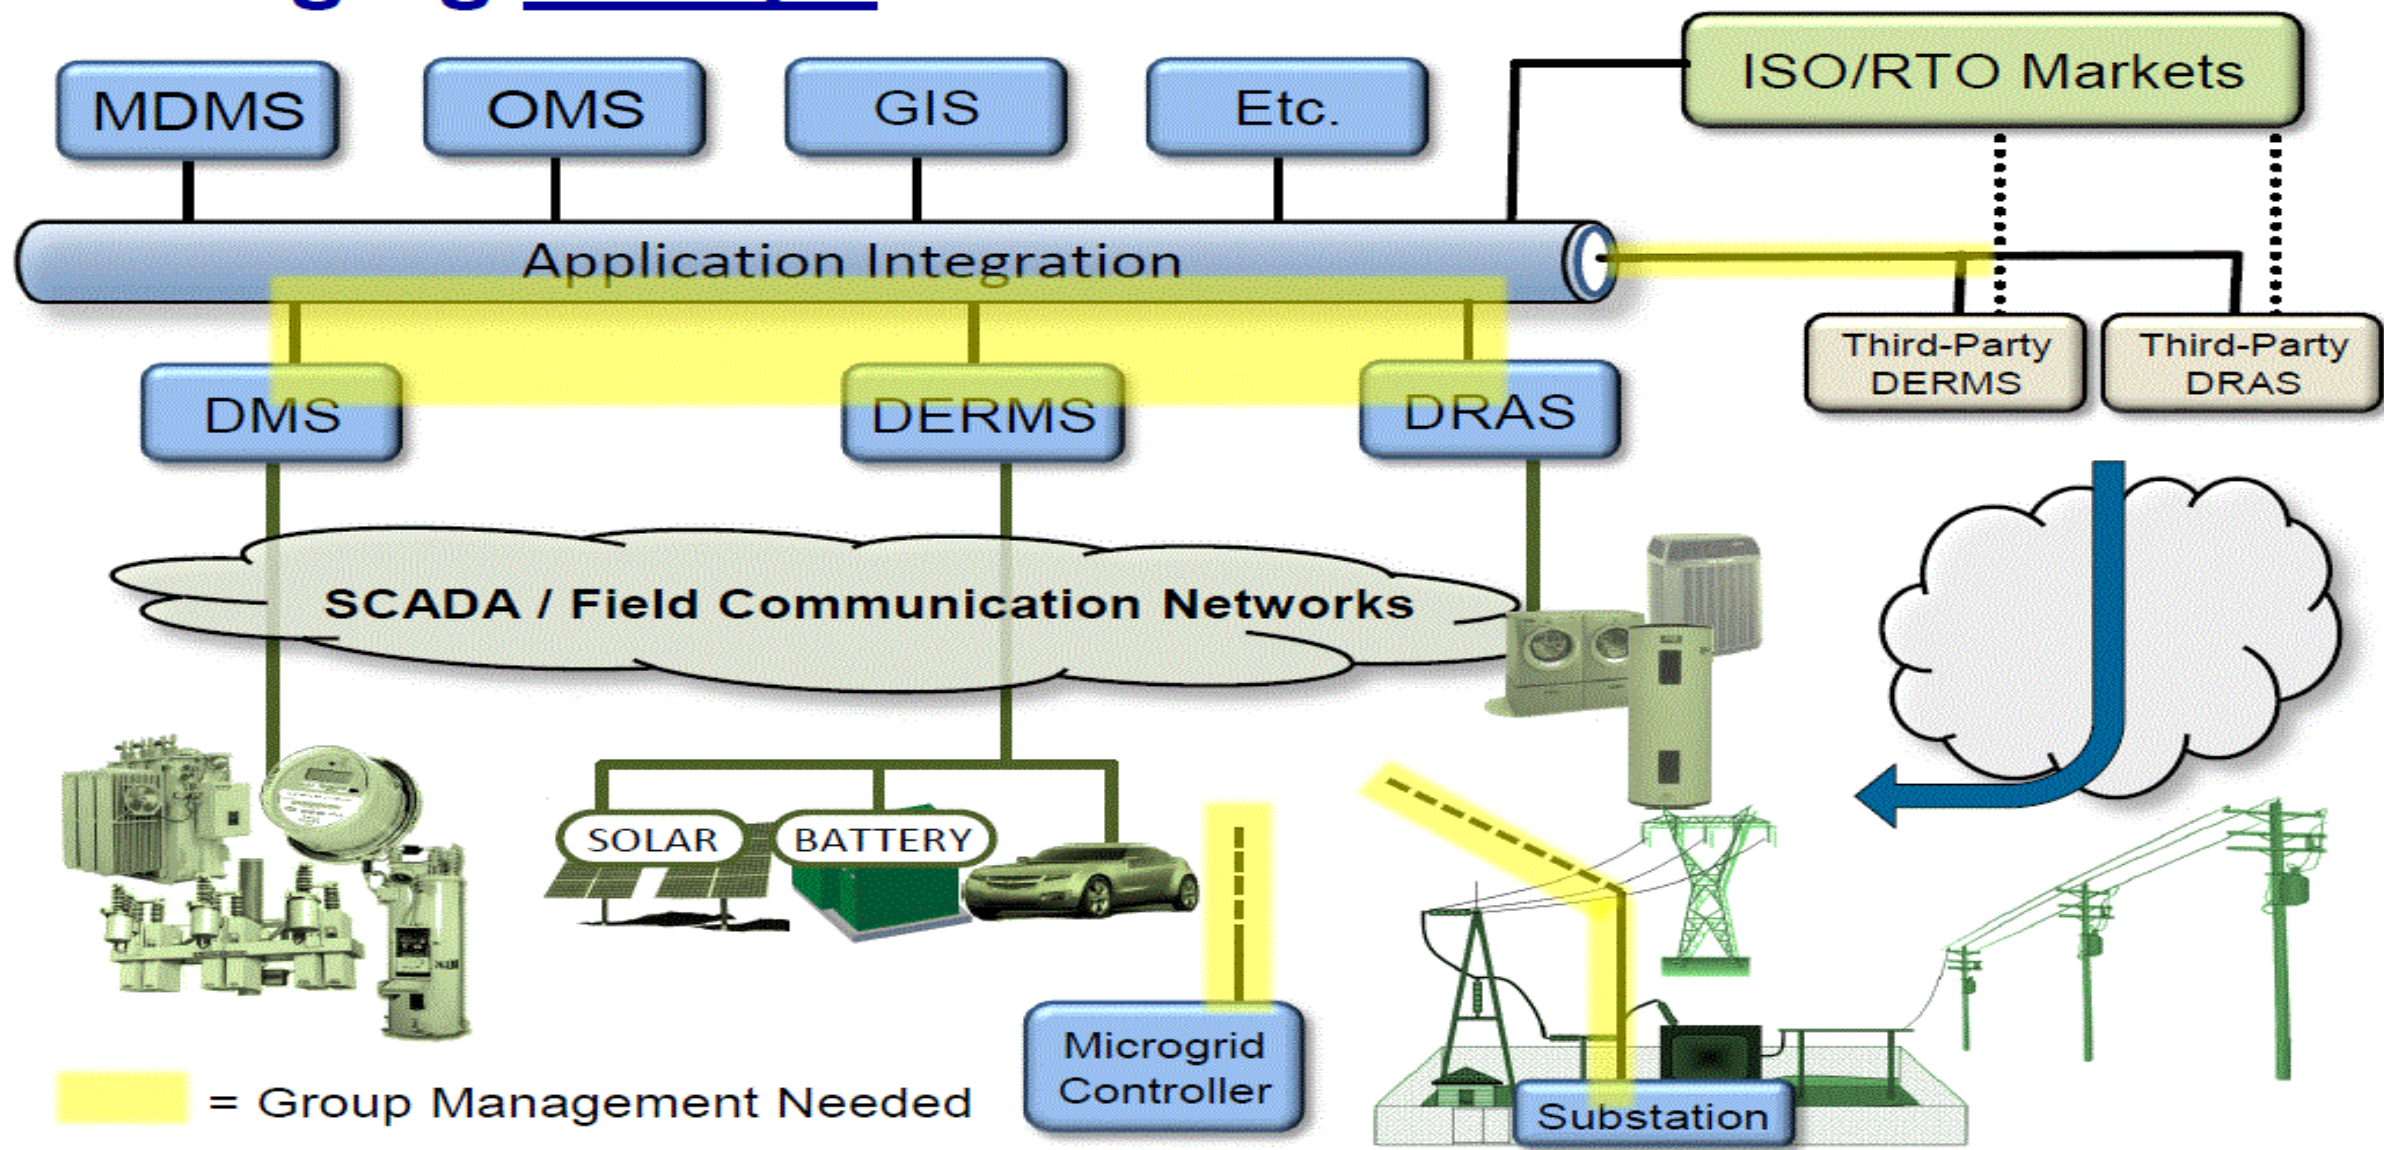 MDMS
OMS
GIS
Etc.
ISO/RTO Markets
Application Integration
Third-Party
DERMS
Third-Party
DRAS
DMS
DERMS
DRAS
SCADA / Field Communication Networks
SOLAR
BATTERY
Microgrid
Controller
Substation
= Group Management Needed